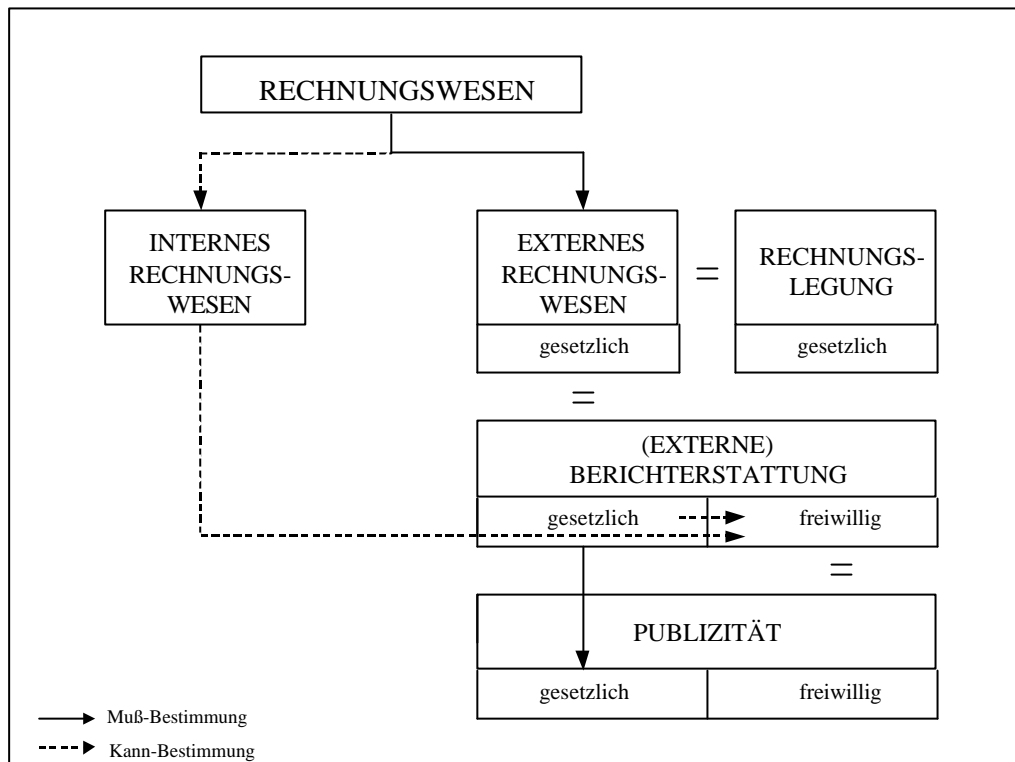 RECHNUNGSWESEN
INTERNES
RECHNUNGS-
WESEN
EXTERNES
RECHNUNGS-
WESEN
gesetzlich
=
RECHNUNGS-
LEGUNG
gesetzlich
=
(EXTERNE)
BERICHTERSTATTUNG
gesetzlich
freiwillig
=
PUBLIZITÄT
gesetzlich
freiwillig
Muß-Bestimmung
Kann-Bestimmung